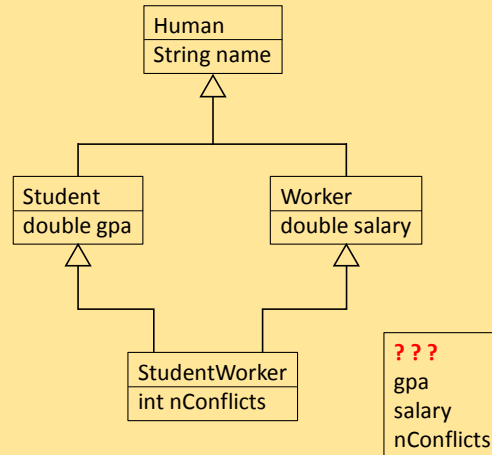 Human
String name
Student
double gpa
Worker
double salary
StudentWorker
int nConflicts
? ? ?
gpa
salary
nConflicts